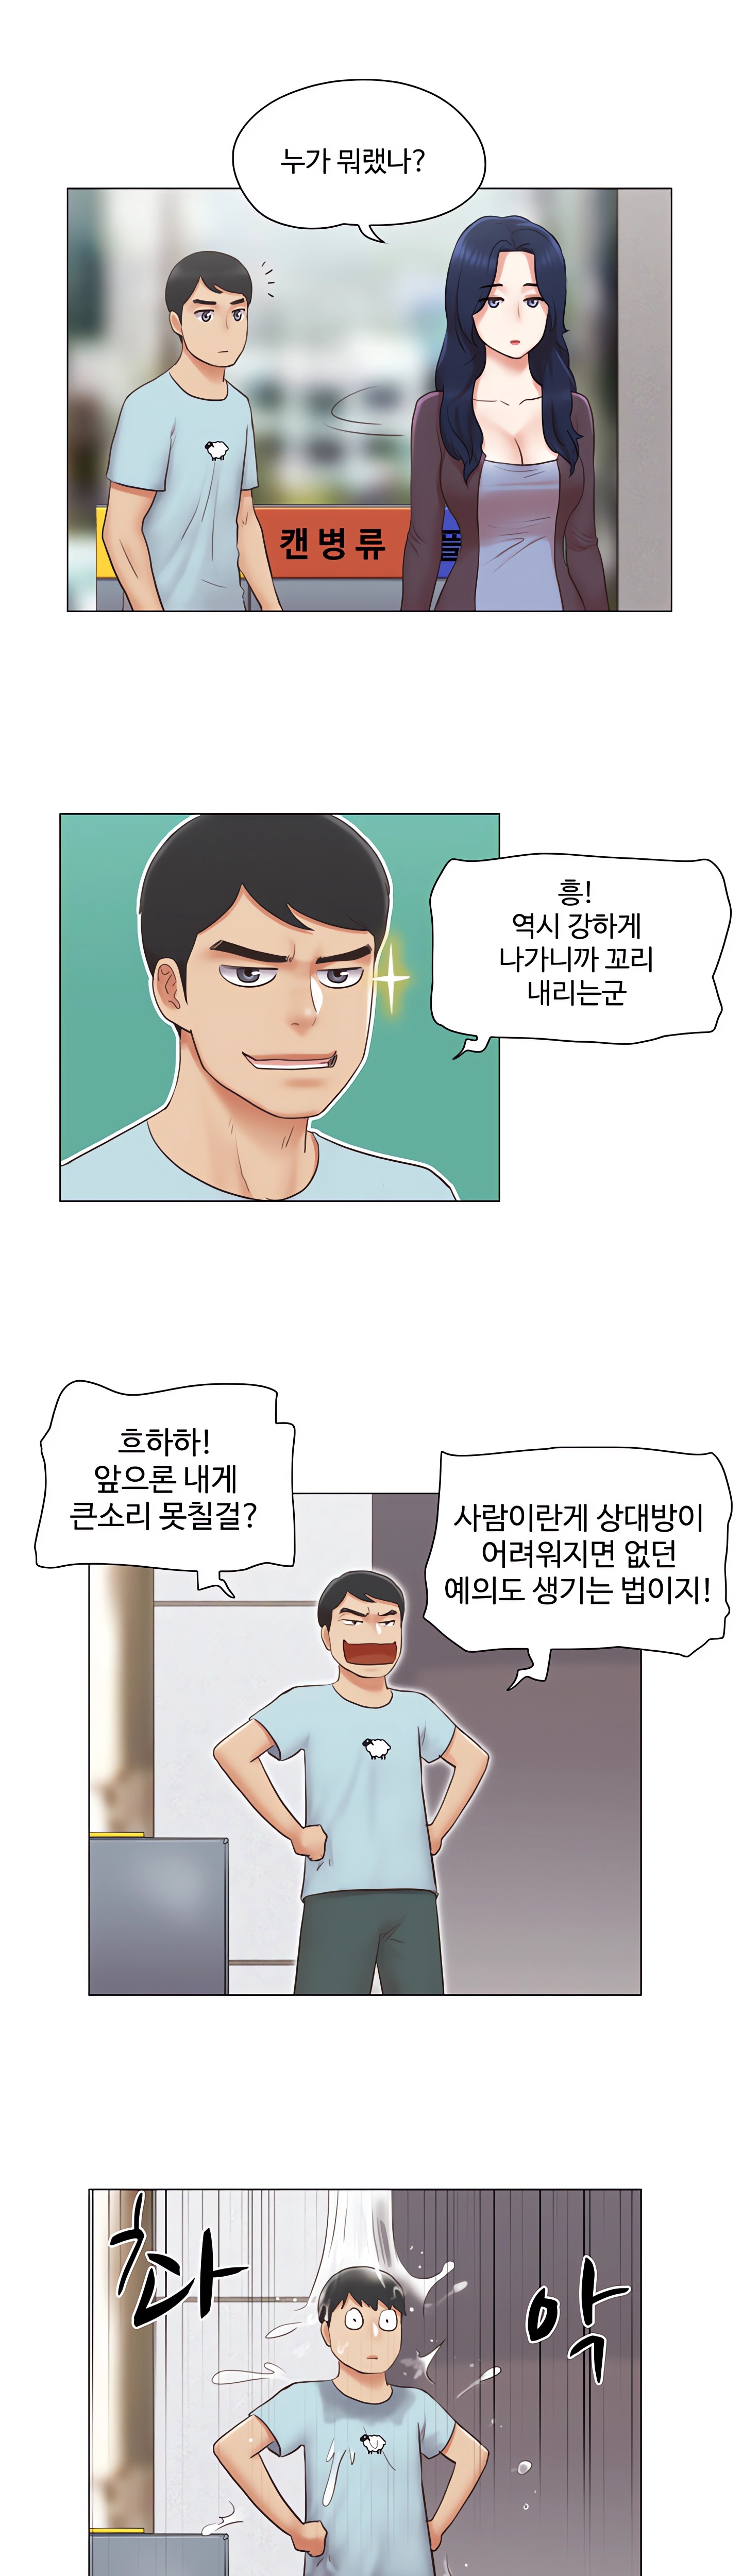 누가 뭐랬나?
캔병류
플
흥!
역시 강하게
나가니까 꼬리
내리는군
흐하하!
앞으론 내게
큰소리 못칠걸?
사람이란게 상대방이
어려워지면 없던
예의도 생기는 법이지!
촤
악